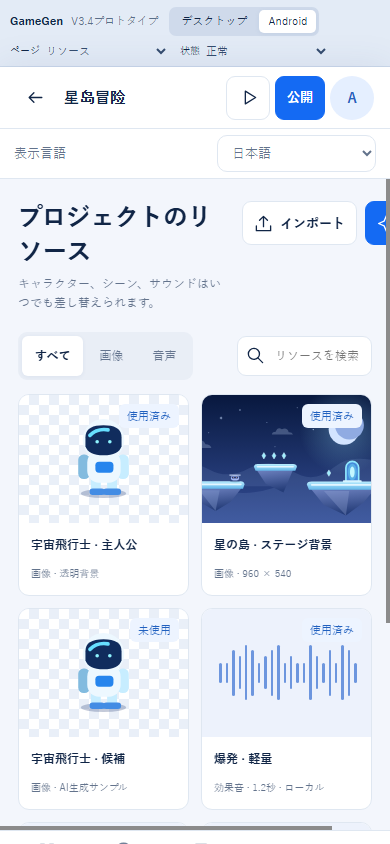 GameGen V3.4プロトタイプ デスクトップ Android
ページ リソース 状態 正常
星岛冒险 公開 A
表示言語 日本語
プロジェクトのリ
ソース
インポート
キャラクター、シーン、サウンドはい
つでも差し替えられます。
すべて 画像 音声 リソースを検索
使用済み 使用済み
宇宙飛行士 · 主人公 星の島 · ステージ背景
画像 · 透明背景 画像 · 960 × 540
未使用 使用済み
宇宙飛行士 · 候補 爆発 · 軽量
画像 · AI生成サンプル 効果音 · 1.2秒 · ローカル